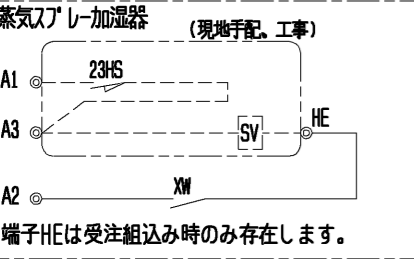 蒸気スプレー加湿器
(現地手配、工事)
23HS
A1
A3
SV
HE
A2
XW
端子HEは受注組込み時のみ存在します。